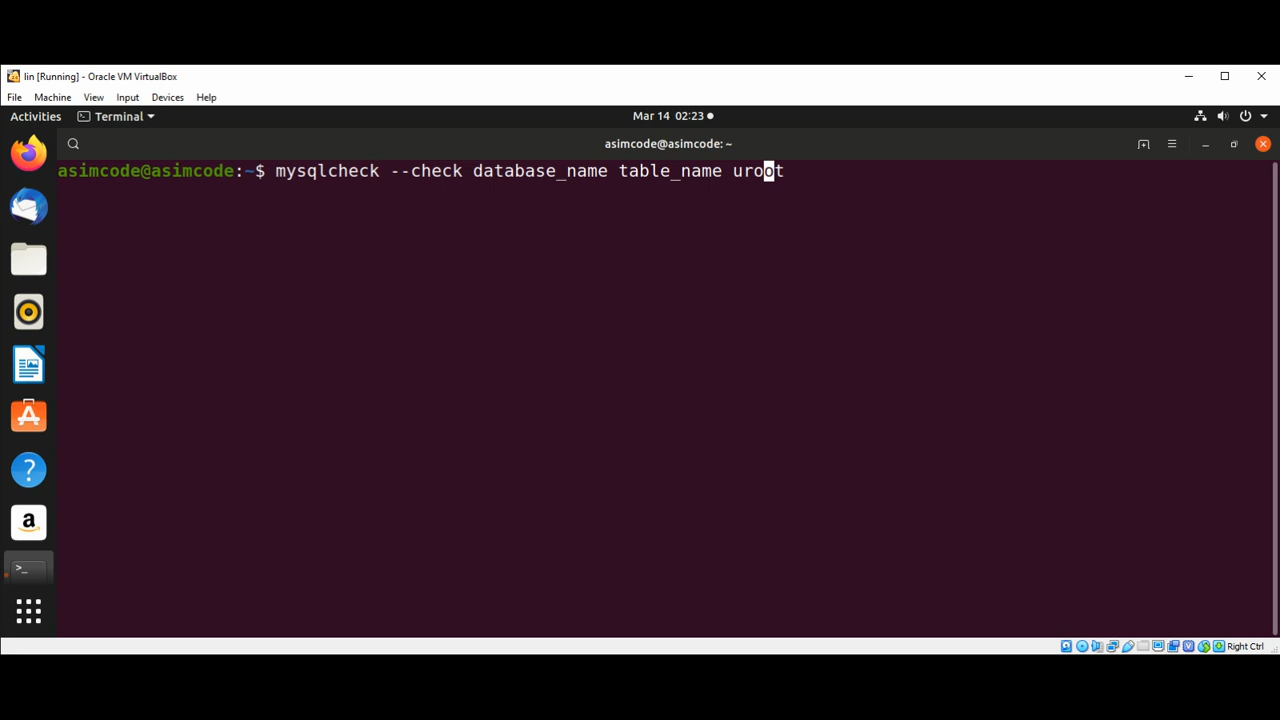 lin [Running] - Oracle VM VirtualBox
File Machine View Input Devices Help
Activities Terminal Mar 14 02:23
asimcode@asimcode: ~
asimcode@asimcode:~$ mysqlcheck --check database_name table_name uroot
Right Ctrl